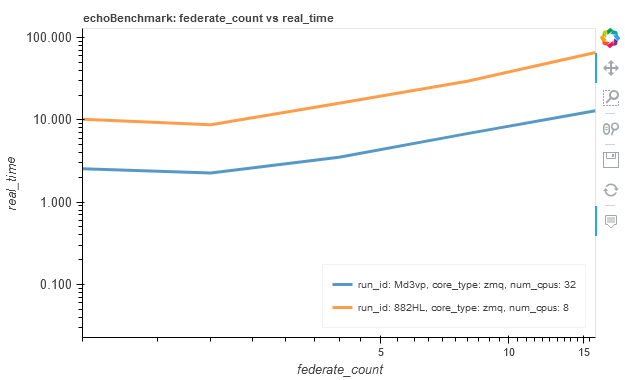 echoBenchmark: federate_count vs real_time
100.000
10.000
1.000
0.100
real_time
run_id: Md3vp, core_type: zmq, num_cpus: 32
run_id: 882HL, core_type: zmq, num_cpus: 8
5
10
15
federate_count